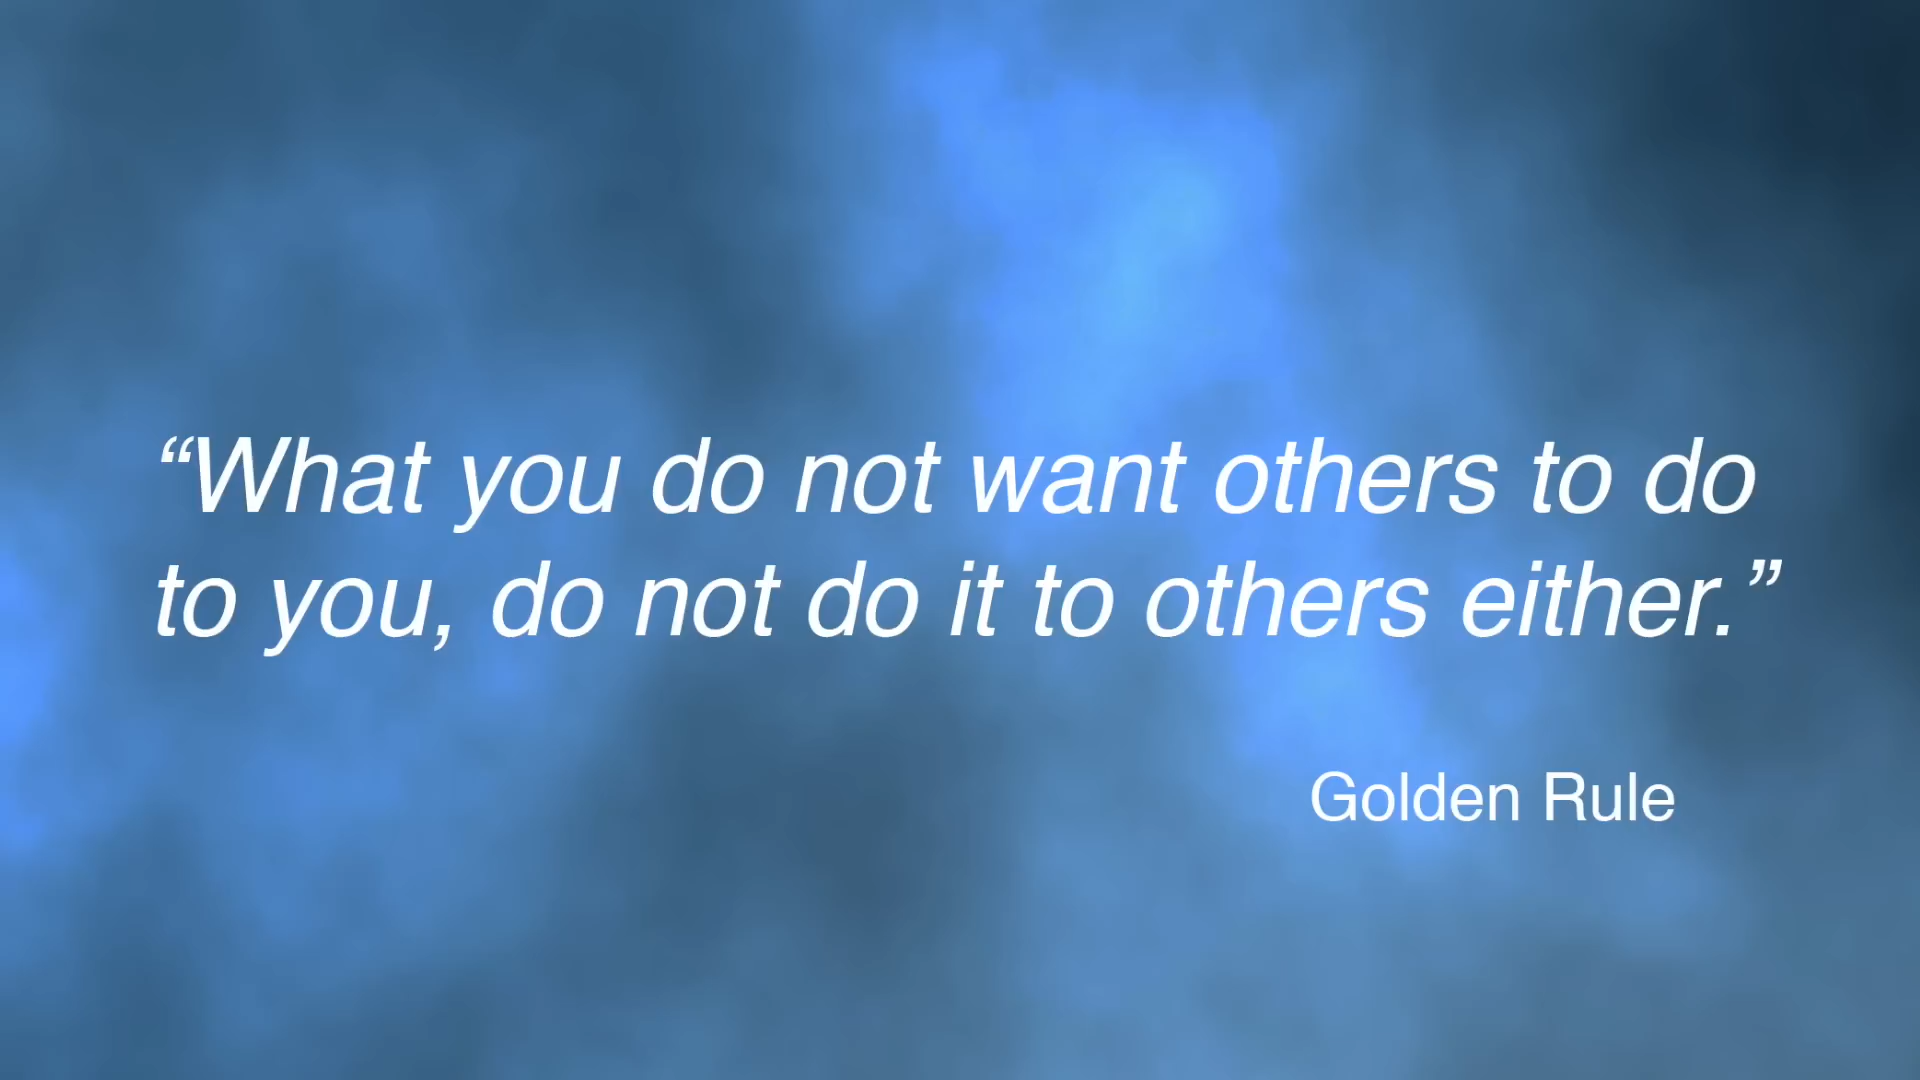 “What you do not want others to do
to you, do not do it to others either.”
Golden Rule